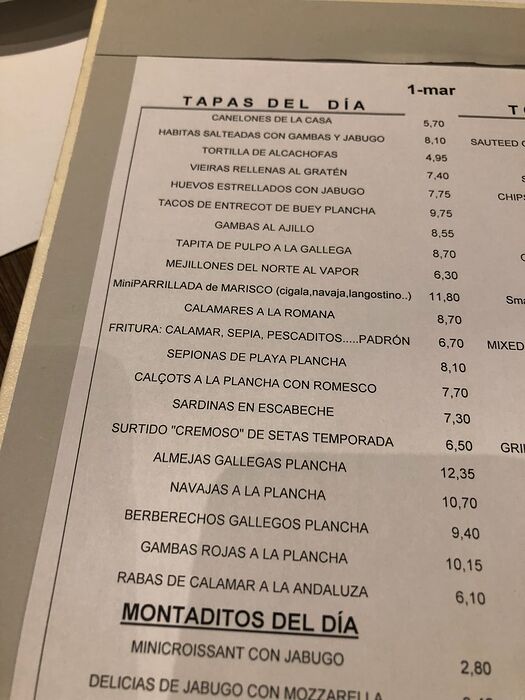 1-mar
TAPAS DEL DÍA
CANELONES DE LA CASA 5,70
HABITAS SALTEADAS CON GAMBAS Y JABUGO 8,10 SAUTEED
TORTILLA DE ALCACHOFAS 4,95
VIEIRAS RELLENAS AL GRATÉN 7,40
HUEVOS ESTRELLADOS CON JABUGO 7,75 CHIPS
TACOS DE ENTRECOT DE BUEY PLANCHA 9,75
GAMBAS AL AJILLO 8,55
TAPITA DE PULPO A LA GALLEGA 8,70
MEJILLONES DEL NORTE AL VAPOR 6,30
MiniPARRILLADA de MARISCO (cigala,navaja,langostino..) 11,80 Sma
CALAMARES A LA ROMANA 8,70
FRITURA: CALAMAR, SEPIA, PESCADITOS.....PADRÓN 6,70 MIXED
SEPIONAS DE PLAYA PLANCHA 8,10
CALÇOTS A LA PLANCHA CON ROMESCO 7,70
SARDINAS EN ESCABECHE 7,30
SURTIDO "CREMOSO" DE SETAS TEMPORADA 6,50 GRI
ALMEJAS GALLEGAS PLANCHA 12,35
NAVAJAS A LA PLANCHA 10,70
BERBERECHOS GALLEGOS PLANCHA 9,40
GAMBAS ROJAS A LA PLANCHA 10,15
RABAS DE CALAMAR A LA ANDALUZA 6,10
MONTADITOS DEL DÍA
MINICROISSANT CON JABUGO 2,80
DELICIAS DE JABUGO CON MOZZARELLA